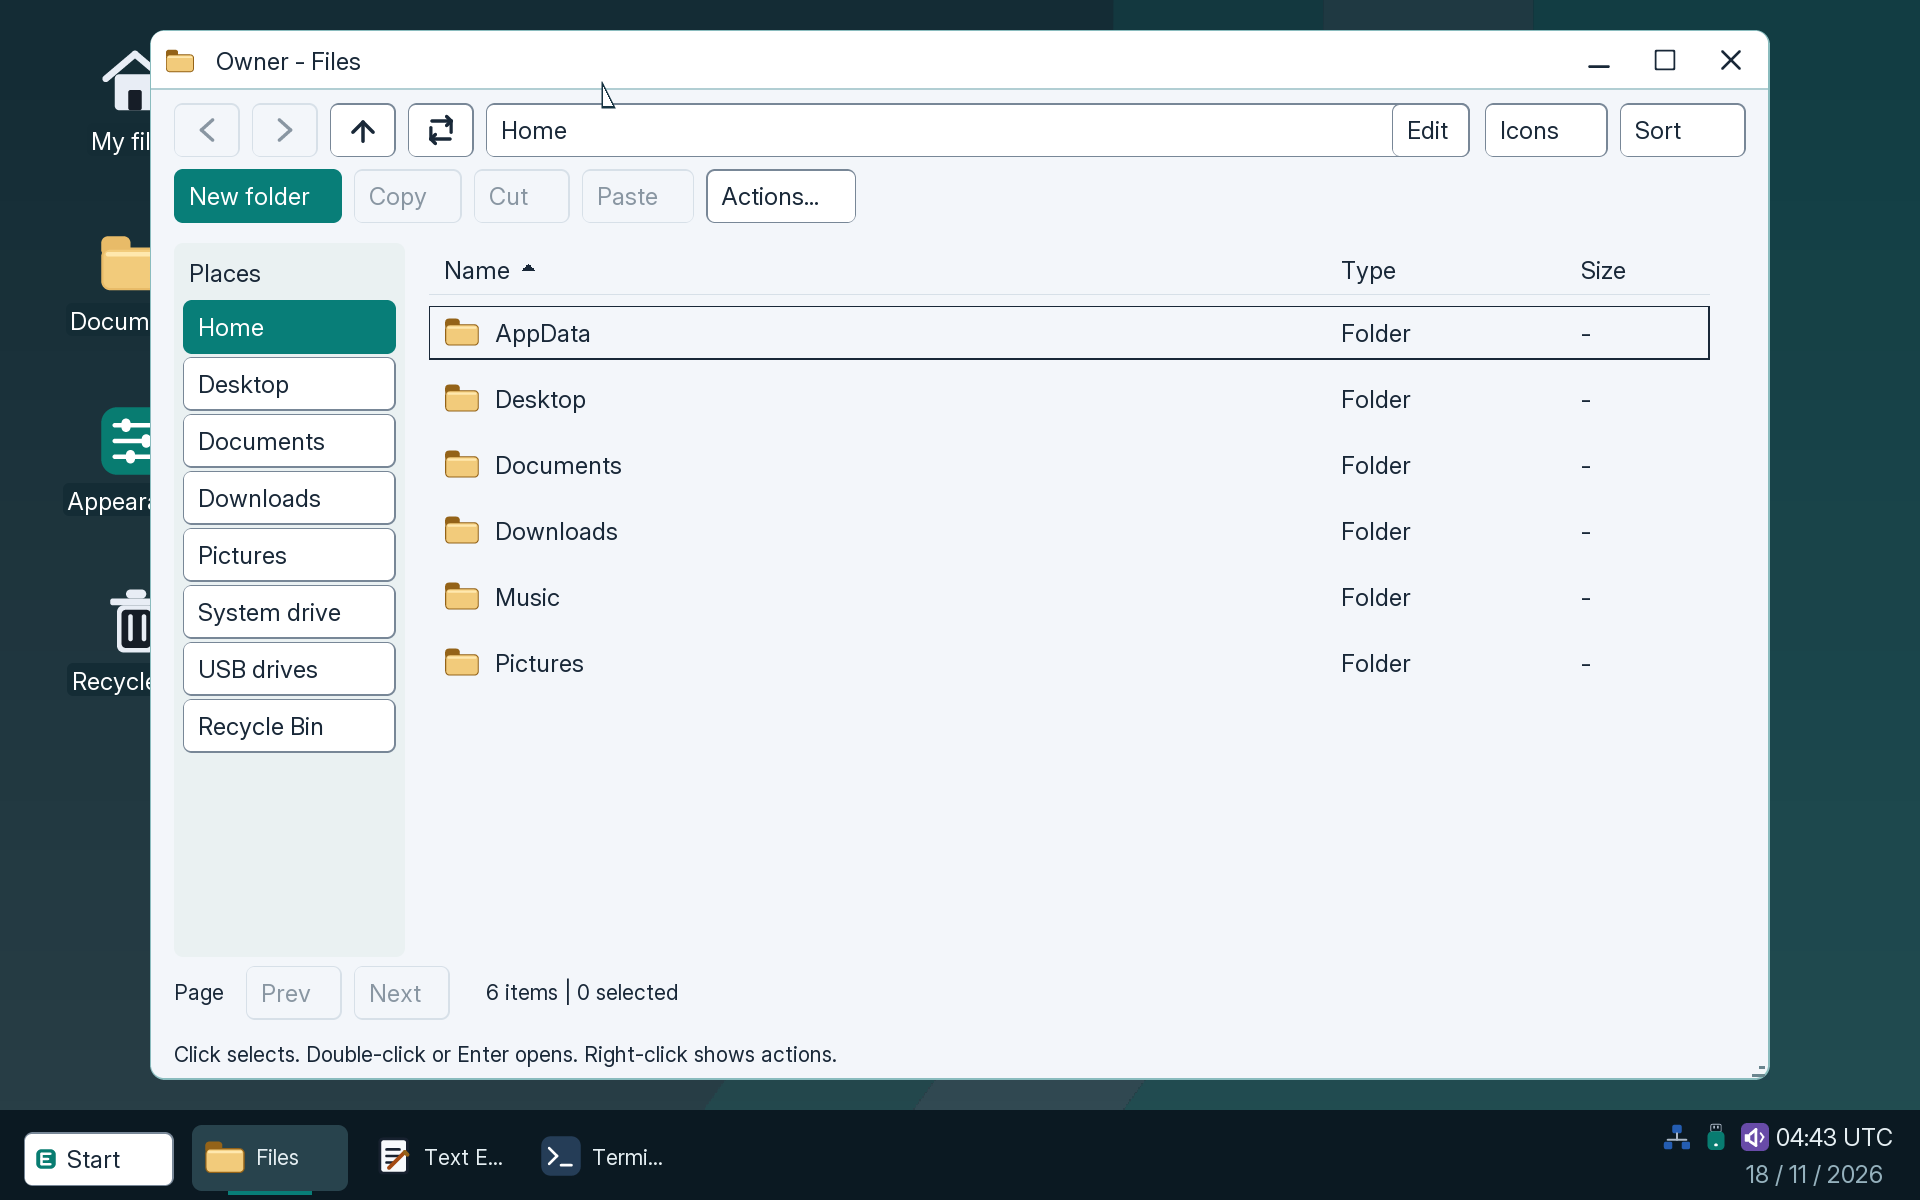 Owner - Files
My fil
Home
Edit
Icons
Sort
New folder
Copy
Cut
Paste
Actions...
Places
Home
Desktop
Documents
Downloads
Pictures
System drive
USB drives
Recycle Bin
Name
Type
Size
AppData
Folder
-
Desktop
Folder
-
Documents
Folder
-
Downloads
Folder
-
Music
Folder
-
Pictures
Folder
-
Docum
Appeara
Recycle
Page
Prev
Next
6 items | 0 selected
Click selects. Double-click or Enter opens. Right-click shows actions.
E Start
Files
Text E...
Termi...
04:43 UTC
18 / 11 / 2026